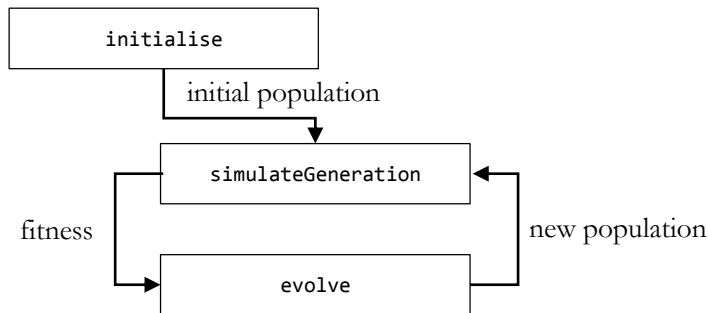 initialise
initial population
simulateGeneration
fitness
new population
evolve